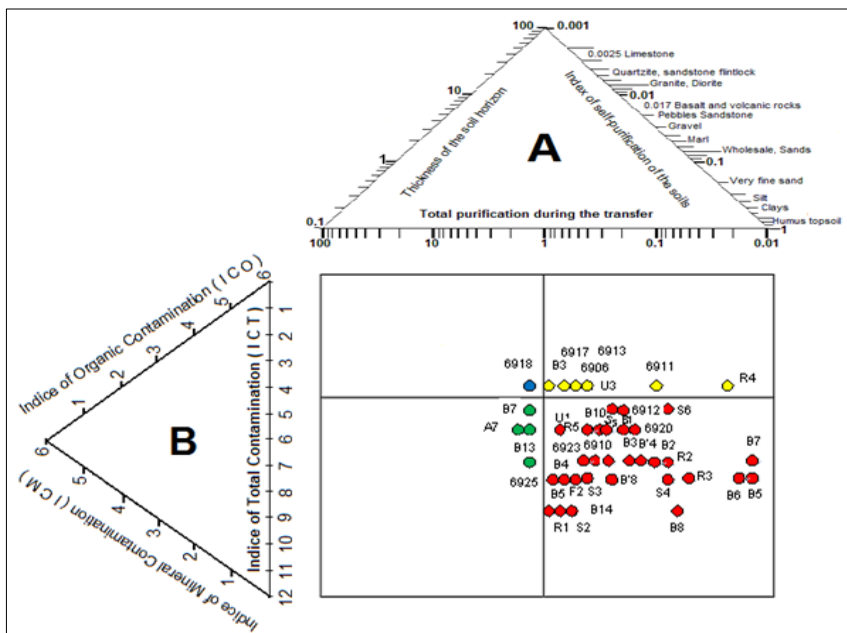 100
0.001
0.0025 Limestone
Quartzite, sandstone flintlock
Granite, Diorite
10
0.01
0.017 Basalt and volcanic rocks
Pebbles Sandstone
Gravel
Marl
Wholesale, Sands
1
0.1
Very fine sand
Silt
Clays
Humus topsoil
0.1
1
Thickness of the soil horizon
Index of self-purification of the soils
A
Total purification during the transfer
100 10 1 0.1 0.01
Indice of Organic Contamination ( I C O )
6 5 4 3 2 1
B
Indice of Total Contamination ( I C T )
1 2 3 4 5 6 7 8 9 10 11 12
Indice of Mineral Contamination ( I C M )
6 5 4 3 2 1
6917 6913
6918 B3 6906 6911
U3 R4
B7 U1 B10 6912 S6
A7 R5 6920
B13 6923 6910 B3 B'4 B2 B7
B4 R2
6925 B5 F2 S3 B'8 S4 R3 B6 B5
R1 S2 B14 B8